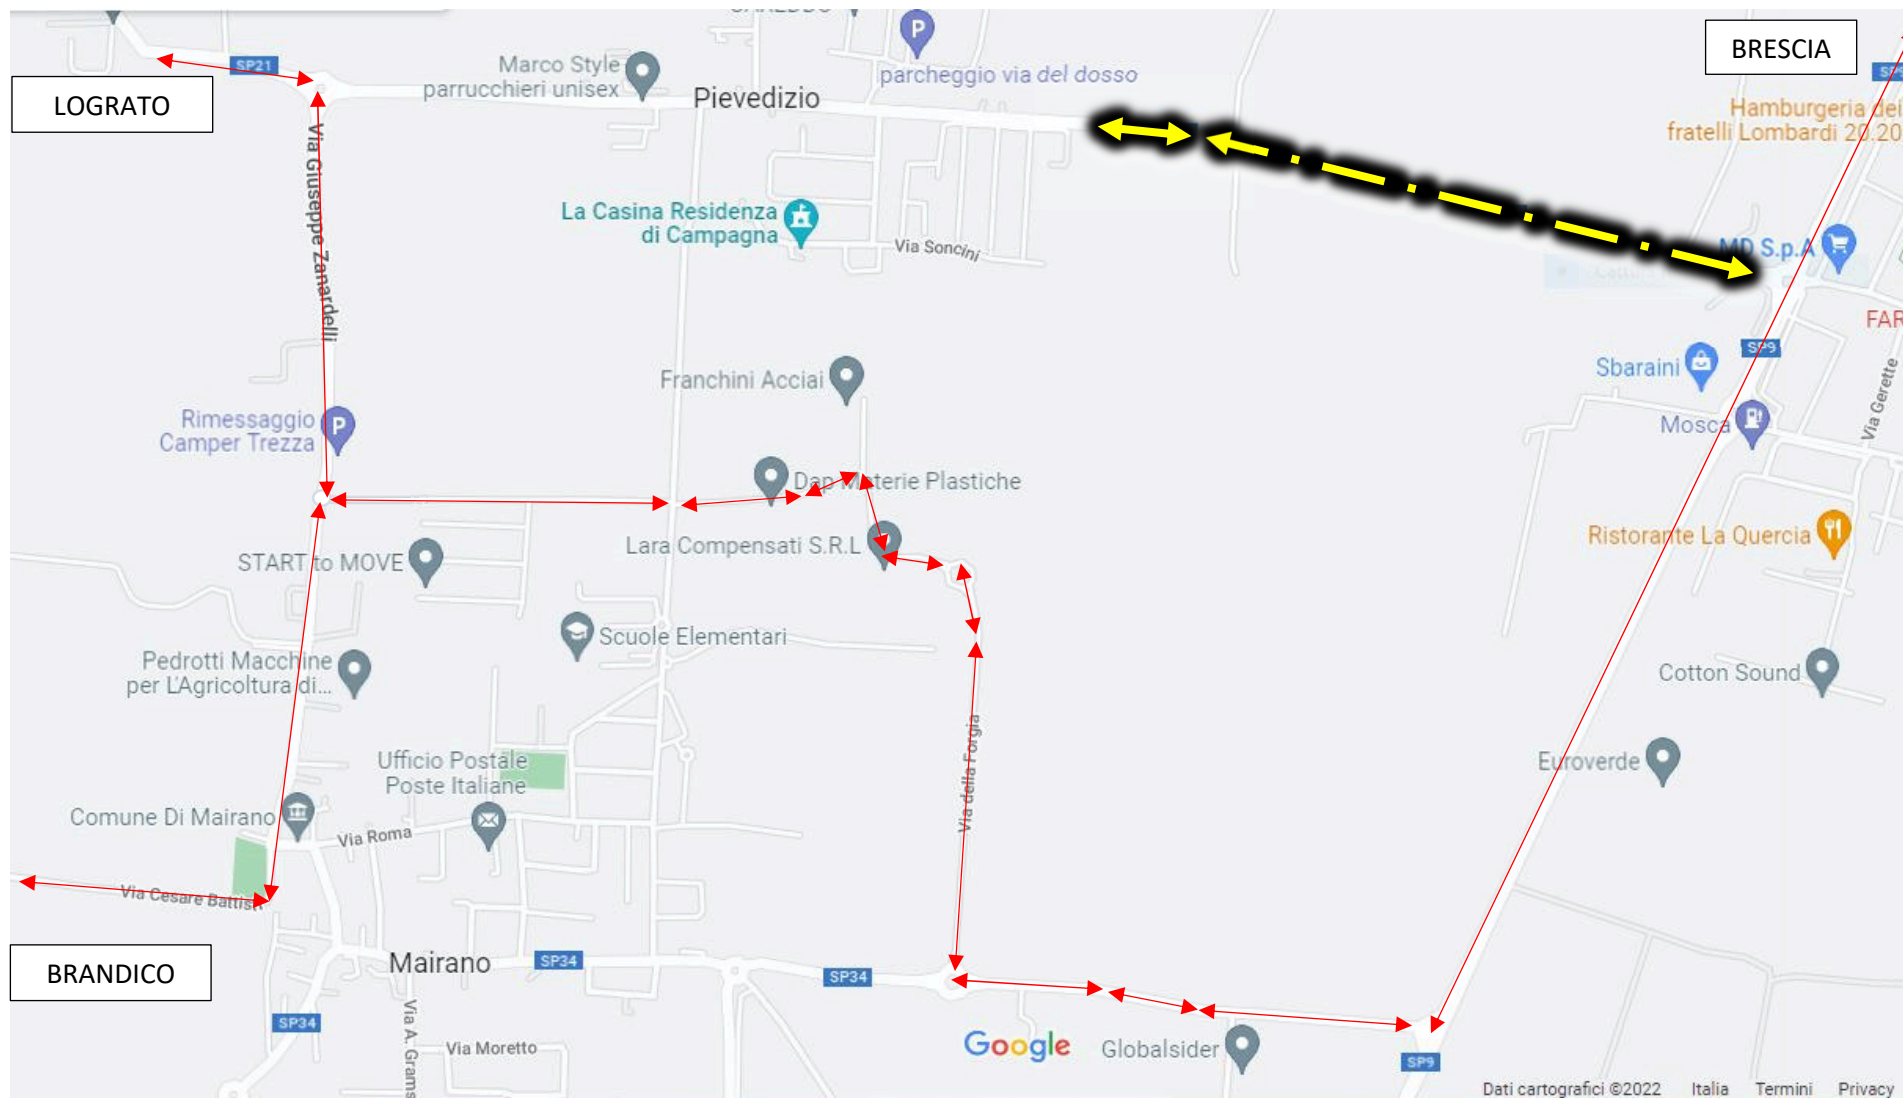 BRESCIA
SP21
Marco Style
parrucchieri unisex
parcheggio via del dosso
Pievedizio
LOGRATO
Hamburgeria dei
fratelli Lombardi 20.20
Via Giuseppe Zanardelli
La Casina Residenza
di Campagna
Via Soncini
MD S.p.A
FAR
SP9
Sbaraini
Via Gerette
Mosca
Franchini Acciai
Rimessaggio
Camper Trezza
Dap Materie Plastiche
Lara Compensati S.R.L
Ristorante La Quercia
START to MOVE
Scuole Elementari
Pedrotti Macchine
per L'Agricoltura di...
Cotton Sound
Via della Forgia
Euroverde
Ufficio Postale
Poste Italiane
Comune Di Mairano
Via Roma
Via Cesare Battisti
BRANDICO
Mairano
SP34
SP34
SP34
Via A. Grams
Via Moretto
Google
Globalsider
SP9
Dati cartografici ©2022 Italia Termini Privacy